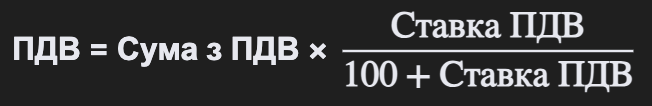 ПДВ = Сума з ПДВ × Ставка ПДВ
100 + Ставка ПДВ